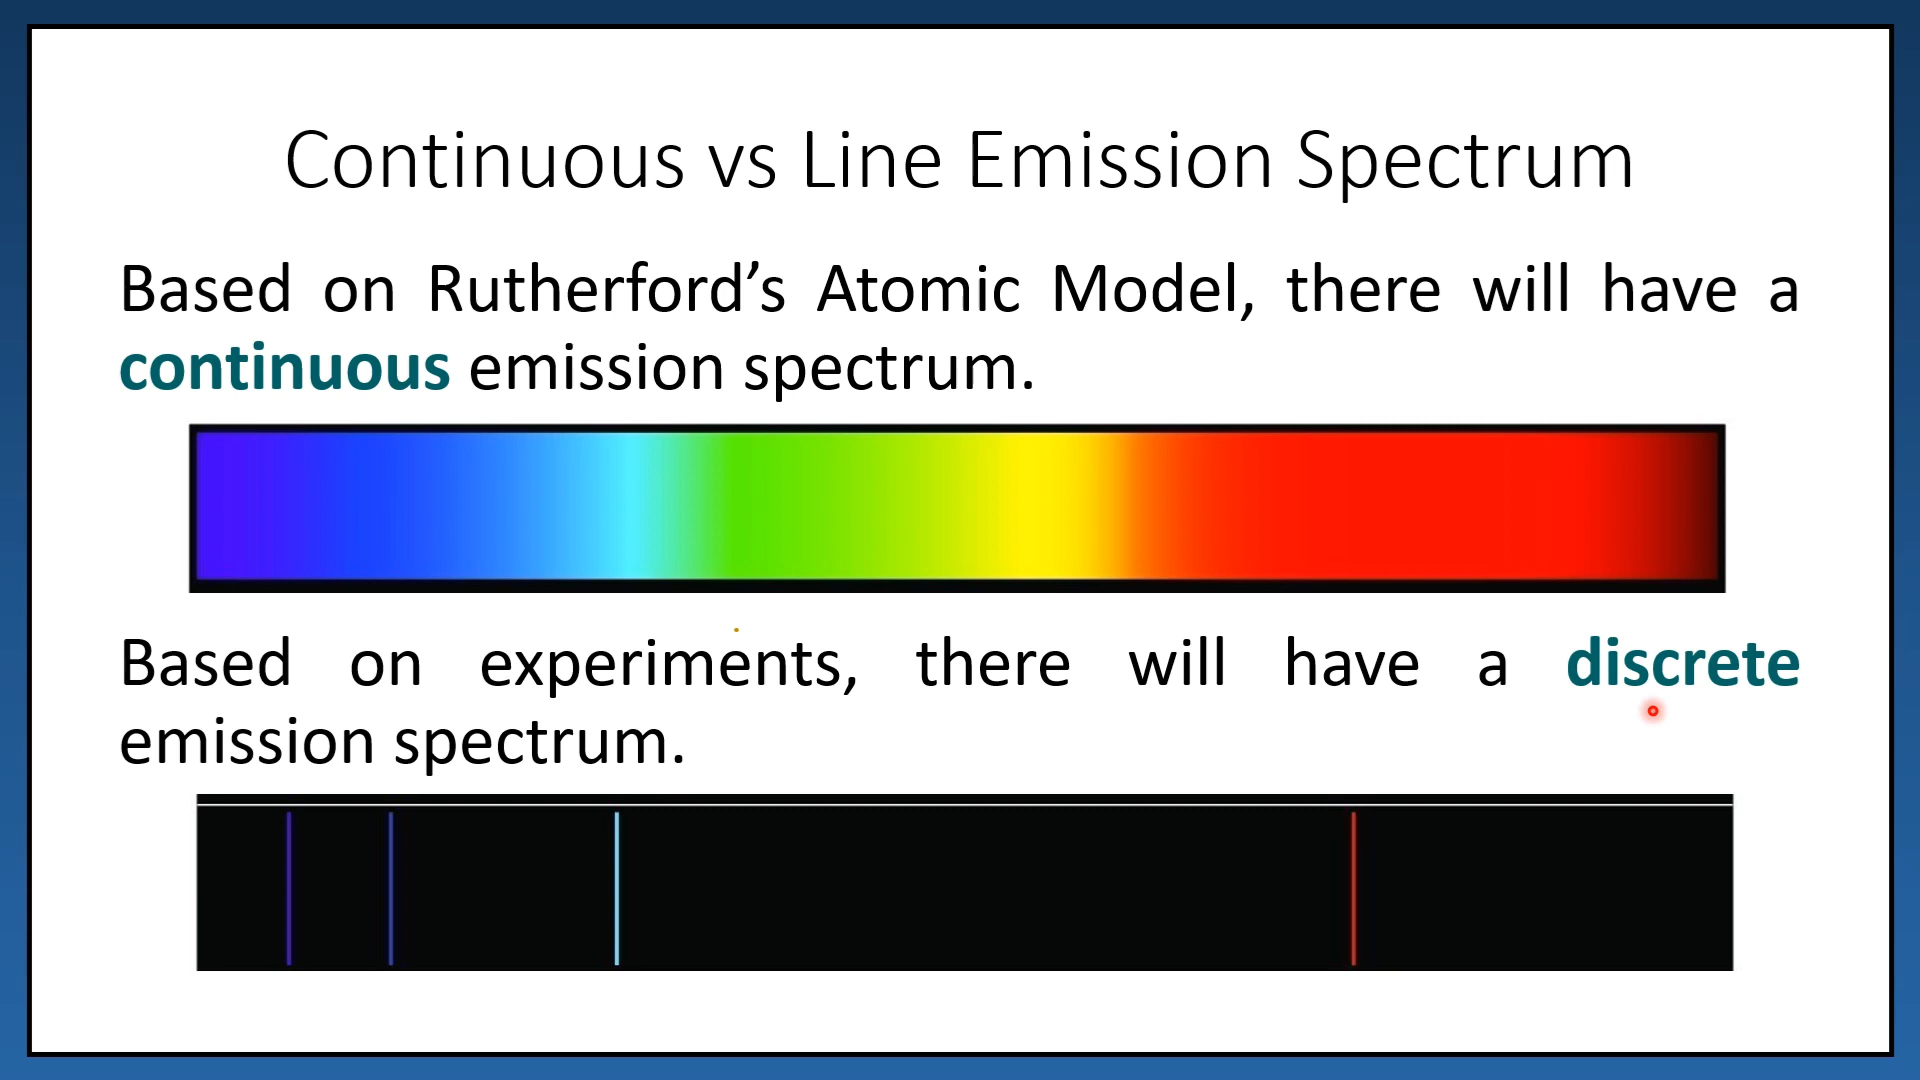 Continuous vs Line Emission Spectrum
Based on Rutherford’s Atomic Model, there will have a
continuous emission spectrum.
Based on experiments, there will have a discrete
emission spectrum.